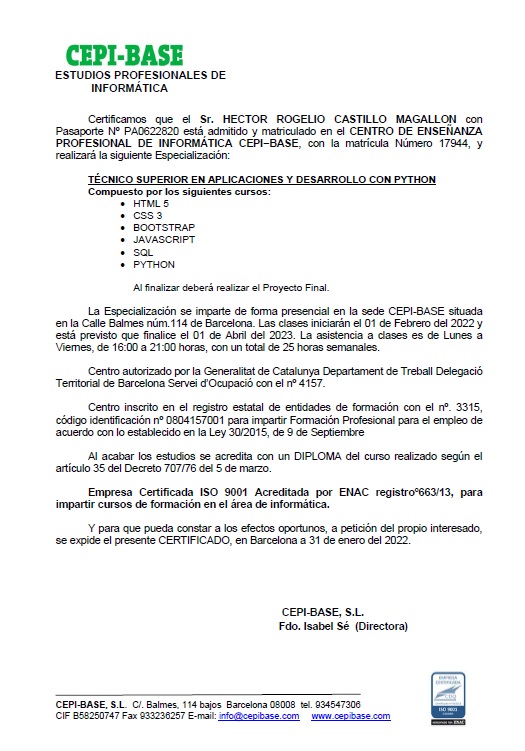 CEPI-BASE
ESTUDIOS PROFESIONALES DE
INFORMÁTICA
Certificamos que el Sr. HECTOR ROGELIO CASTILLO MAGALLON con
Pasaporte Nº PA0622820 está admitido y matriculado en el CENTRO DE ENSEÑANZA
PROFESIONAL DE INFORMÁTICA CEPI–BASE, con la matrícula Número 17944, y
realizará la siguiente Especialización:
TÉCNICO SUPERIOR EN APLICACIONES Y DESARROLLO CON PYTHON
Compuesto por los siguientes cursos:
• HTML 5
• CSS 3
• BOOTSTRAP
• JAVASCRIPT
• SQL
• PYTHON
Al finalizar deberá realizar el Proyecto Final.
La Especialización se imparte de forma presencial en la sede CEPI-BASE situada
en la Calle Balmes núm.114 de Barcelona. Las clases iniciarán el 01 de Febrero del 2022 y
está previsto que finalice el 01 de Abril del 2023. La asistencia a clases es de Lunes a
Viernes, de 16:00 a 21:00 horas, con un total de 25 horas semanales.
Centro autorizado por la Generalitat de Catalunya Departament de Treball Delegació
Territorial de Barcelona Servei d'Ocupació con el nº 4157.
Centro inscrito en el registro estatal de entidades de formación con el nº. 3315,
código identificación nº 0804157001 para impartir Formación Profesional para el empleo de
acuerdo con lo establecido en la Ley 30/2015, de 9 de Septiembre
Al acabar los estudios se acredita con un DIPLOMA del curso realizado según el
artículo 35 del Decreto 707/76 del 5 de marzo.
Empresa Certificada ISO 9001 Acreditada por ENAC registroº663/13, para
impartir cursos de formación en el área de informática.
Y para que pueda constar a los efectos oportunos, a petición del propio interesado,
se expide el presente CERTIFICADO, en Barcelona a 31 de enero del 2022.
CEPI-BASE, S.L.
Fdo. Isabel Sé (Directora)
EMPRESA
CERTIFICADA
ISO 9001
ENAC
CEPI-BASE, S.L. C/. Balmes, 114 bajos Barcelona 08008 tel. 934547306
CIF B58250747 Fax 933236257 E-mail: info@cepibase.com www.cepibase.com